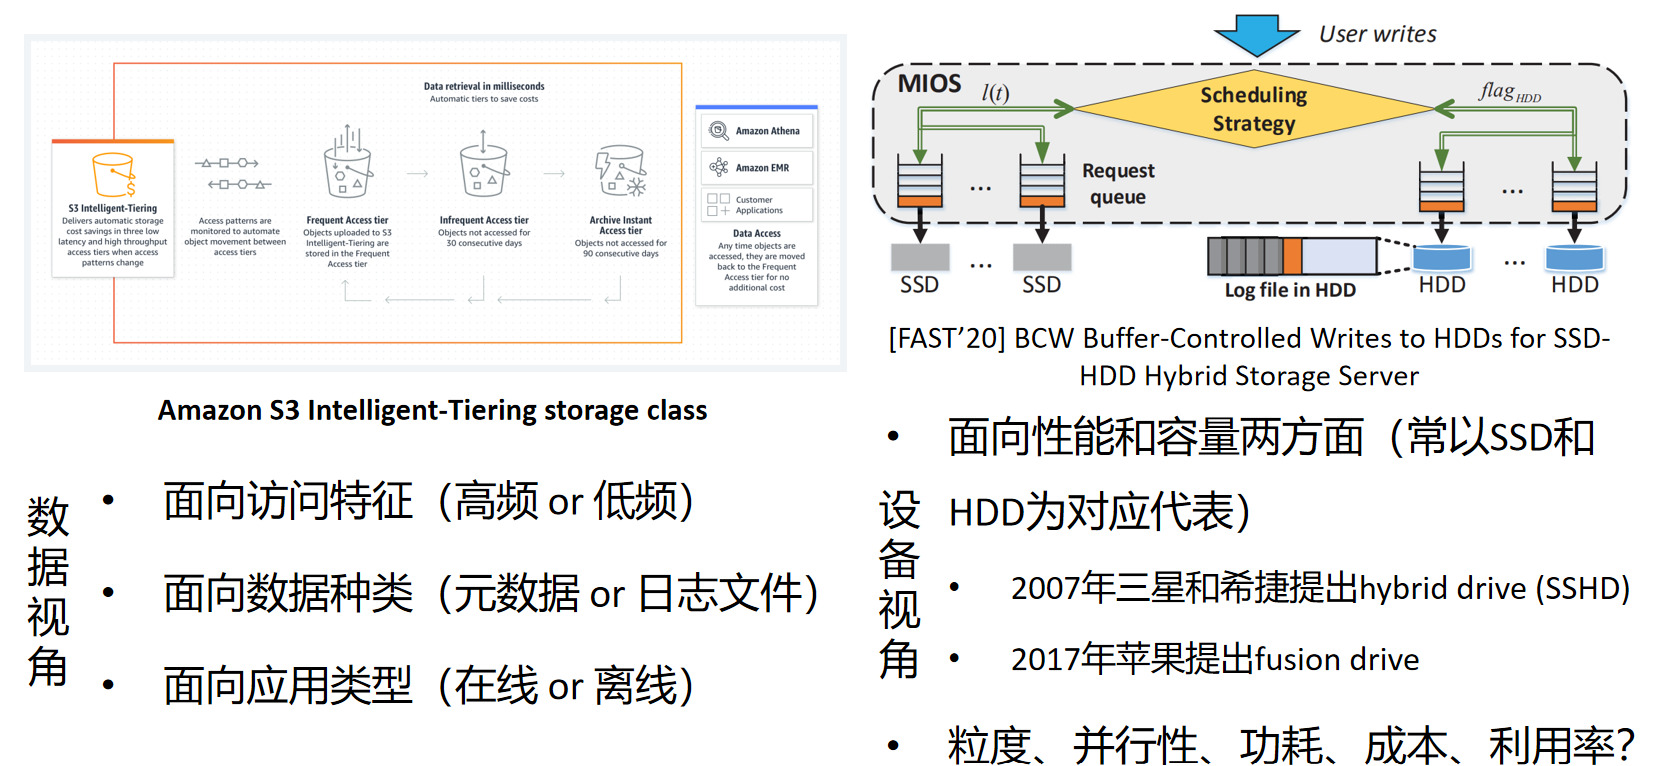 Data retrieval in milliseconds
Automatic tiers to save costs
S3 Intelligent-Tiering
Delivers automatic storage
cost savings in three low
latency and high throughput
access tiers when access
patterns change
Access patterns are
monitored to automate
object movement between
access tiers
Frequent Access tier
Objects uploaded to S3
Intelligent-Tiering are
stored in the Frequent
Access tier
Infrequent Access tier
Objects not accessed for
30 consecutive days
Archive Instant
Access tier
Objects not accessed for
90 consecutive days
Amazon Athena
Amazon EMR
Customer
Applications
Data Access
Any time objects are
accessed, they are moved
back to the Frequent
Access tier for no
additional cost
Amazon S3 Intelligent-Tiering storage class
数据视角
• 面向访问特征（高频 or 低频）
• 面向数据种类（元数据 or 日志文件）
• 面向应用类型（在线 or 离线）
User writes
MIOS
l(t)
Scheduling
Strategy
flagHDD
Request
queue
...
...
SSD
...
SSD
Log file in HDD
HDD
...
HDD
[FAST’20] BCW Buffer-Controlled Writes to HDDs for SSD-
HDD Hybrid Storage Server
设备视角
• 面向性能和容量两方面（常以SSD和
HDD为对应代表）
• 2007年三星和希捷提出hybrid drive (SSHD)
• 2017年苹果提出fusion drive
• 粒度、并行性、功耗、成本、利用率？